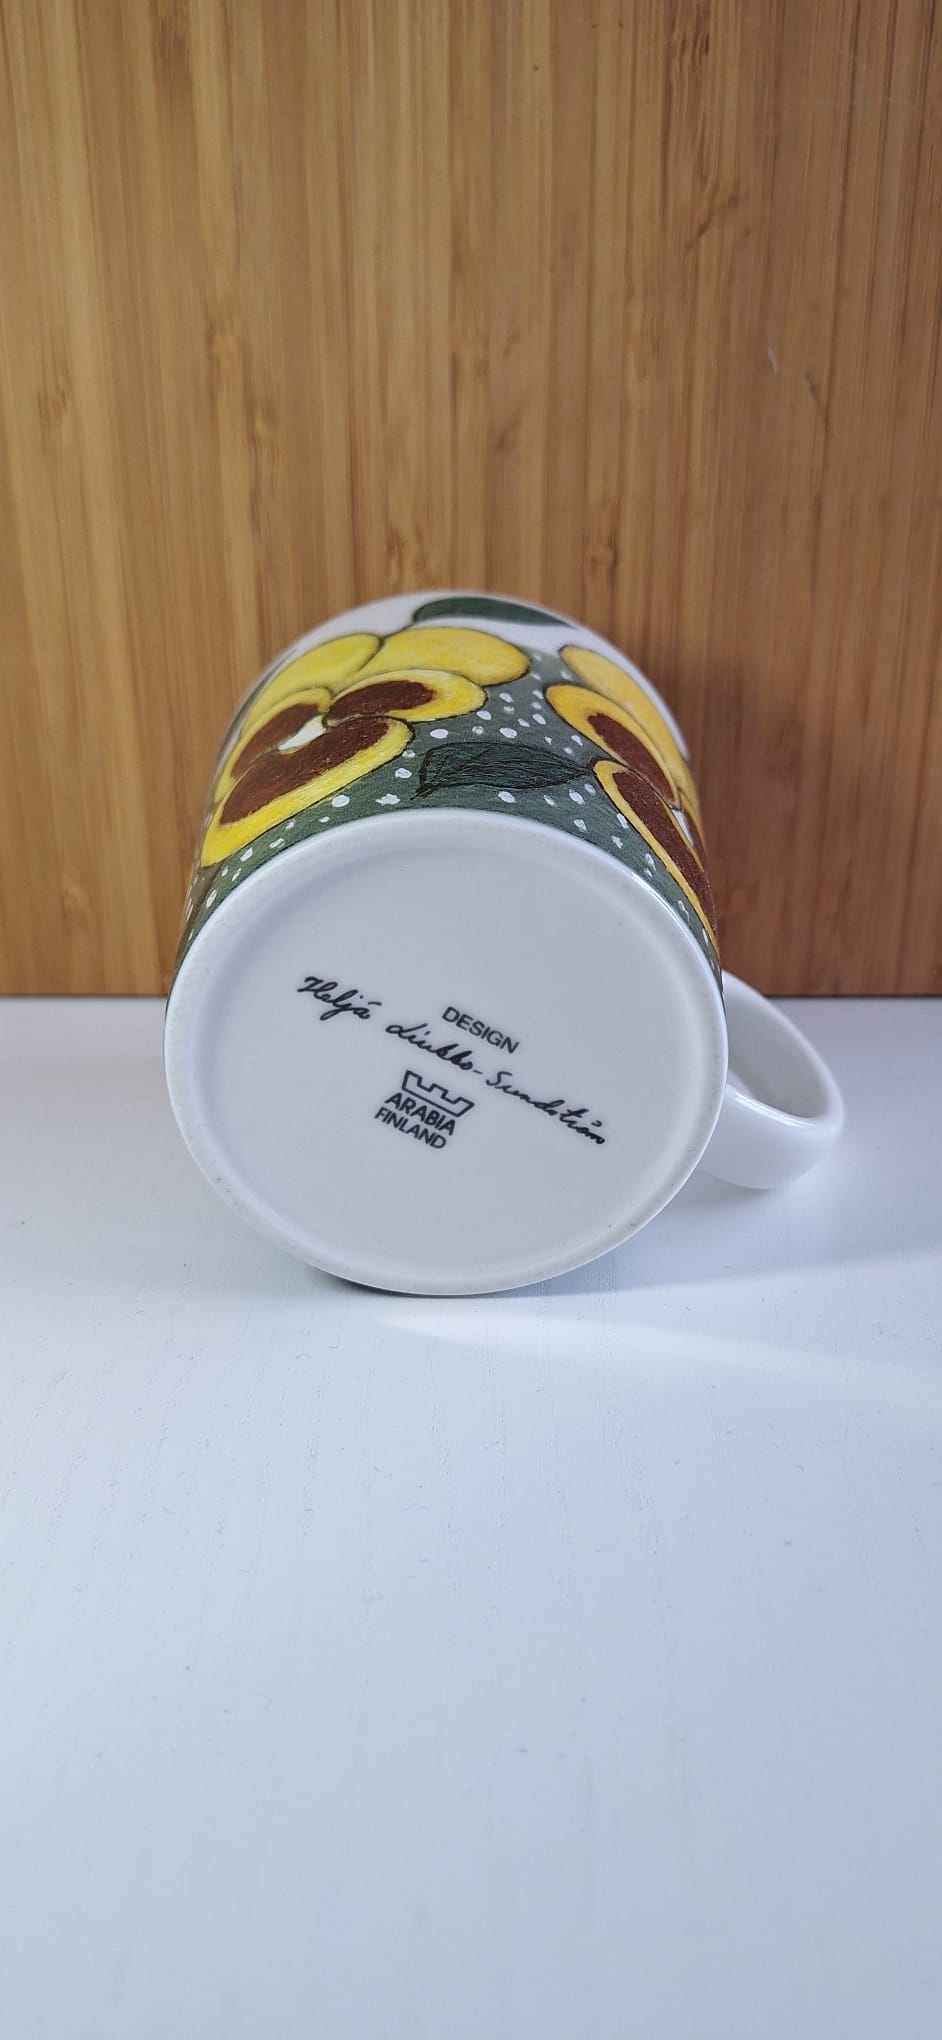 DESIGN
Heljä Liukko-Sundström
ARABIA
FINLAND